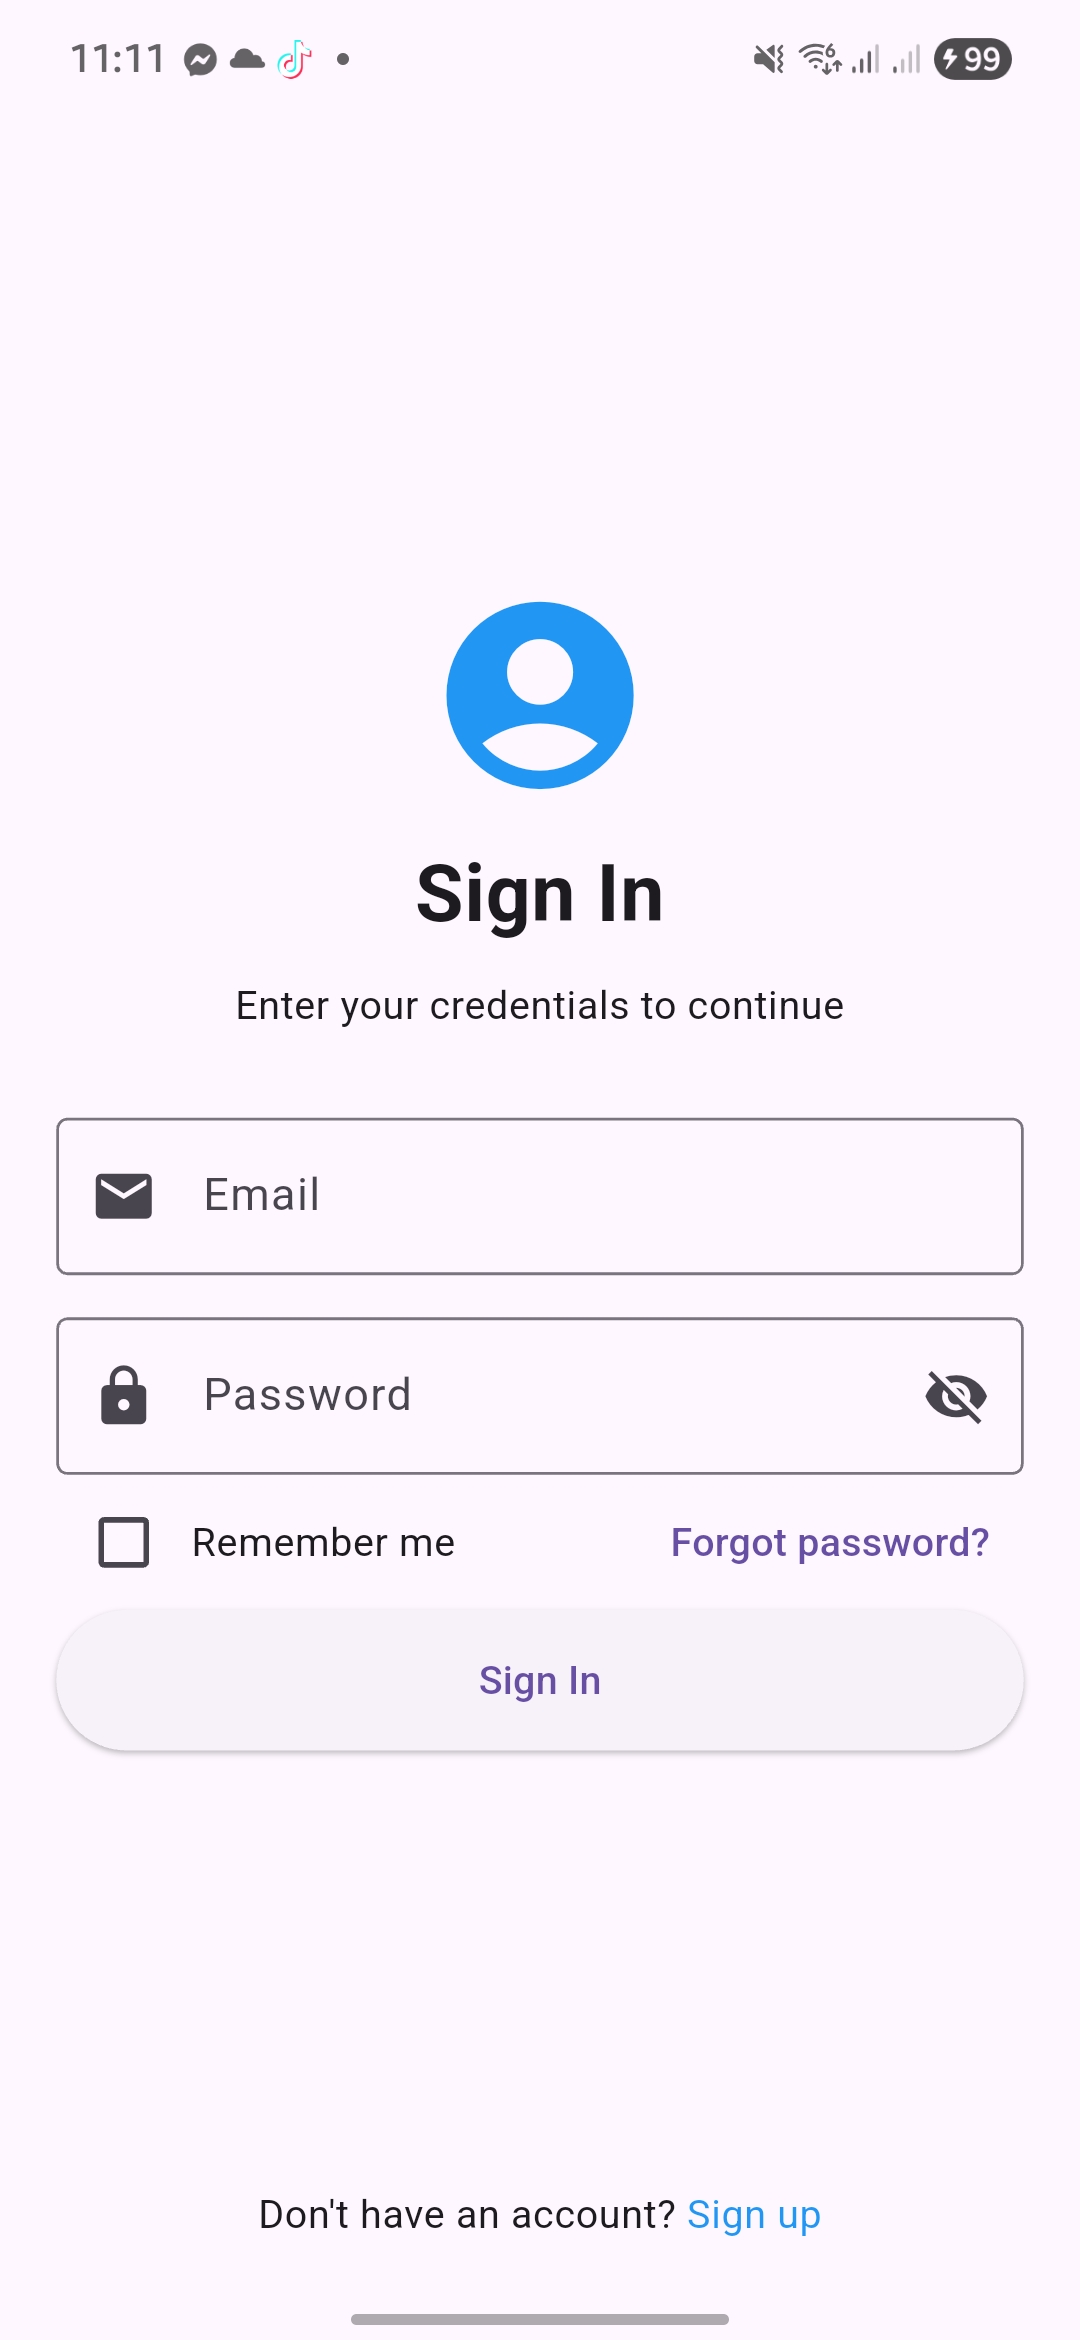 11:11 99
Sign In
Enter your credentials to continue
Email
Password
Remember me Forgot password?
Sign In
Don't have an account? Sign up